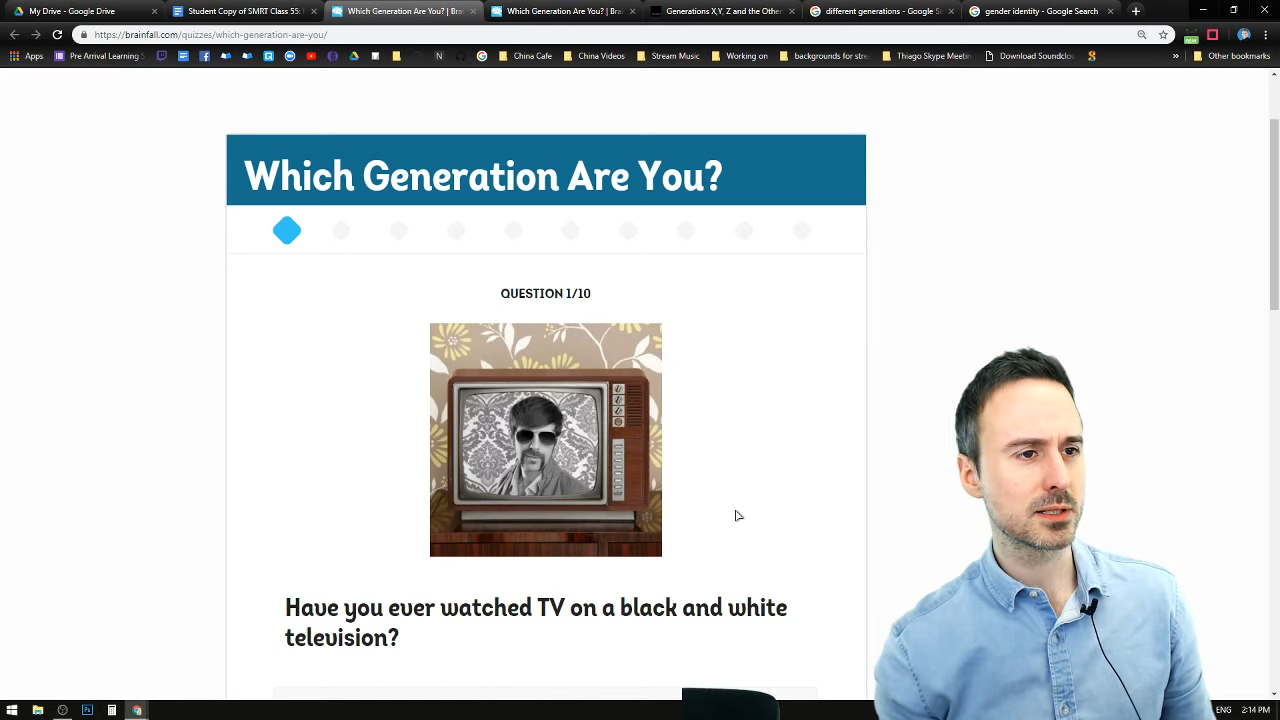 My Drive - Google Drive
Student Copy of SMRT Class 55:
Which Generation Are You? | Bra
Which Generation Are You? | Brai
Generations X,Y, Z and the Othe
different generations - Google S
gender identity - Google Search
https://brainfall.com/quizzes/which-generation-are-you/
Apps
Pre Arrival Learning S
N
China Cafe
China Videos
Stream Music
Working on
backgrounds for stre
Thiago Skype Meetin
Download Soundclou
»
Other bookmarks
Which Generation Are You?
QUESTION 1/10
Have you ever watched TV on a black and white
television?
ENG
2:14 PM